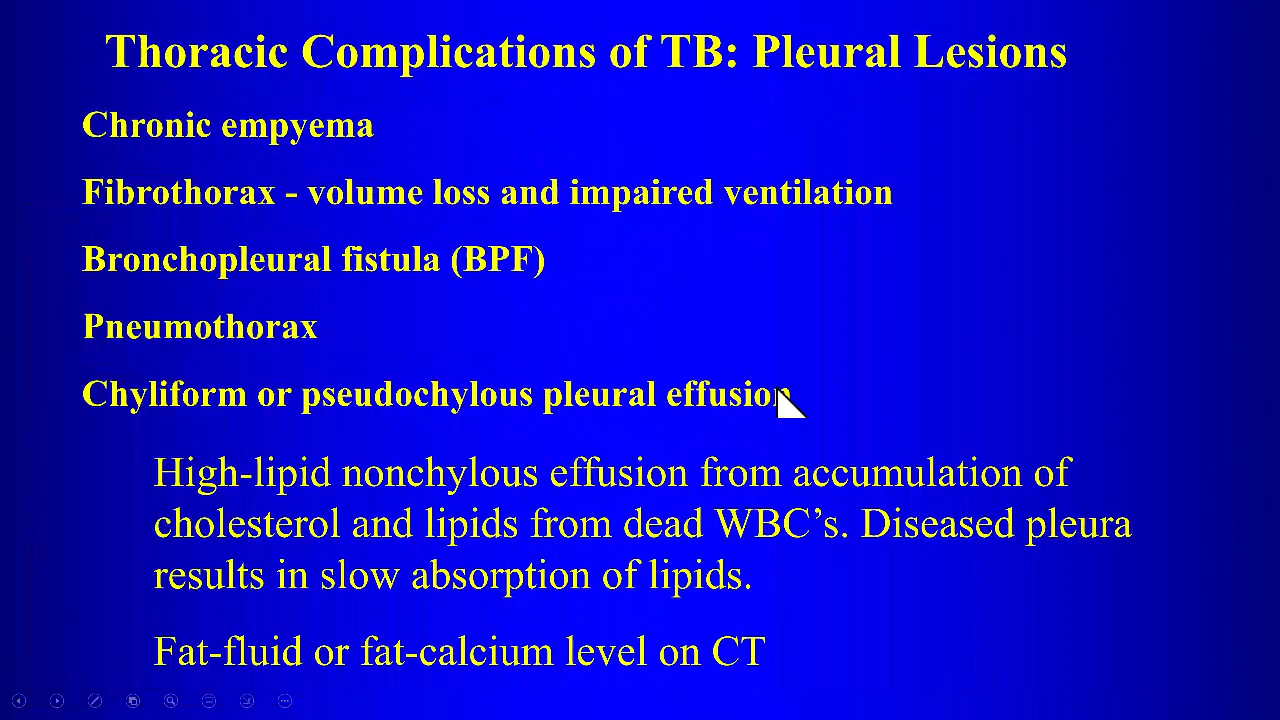 Thoracic Complications of TB: Pleural Lesions
Chronic empyema
Fibrothorax - volume loss and impaired ventilation
Bronchopleural fistula (BPF)
Pneumothorax
Chyliform or pseudochylous pleural effusion
High-lipid nonchylous effusion from accumulation of
cholesterol and lipids from dead WBC’s. Diseased pleura
results in slow absorption of lipids.
Fat-fluid or fat-calcium level on CT